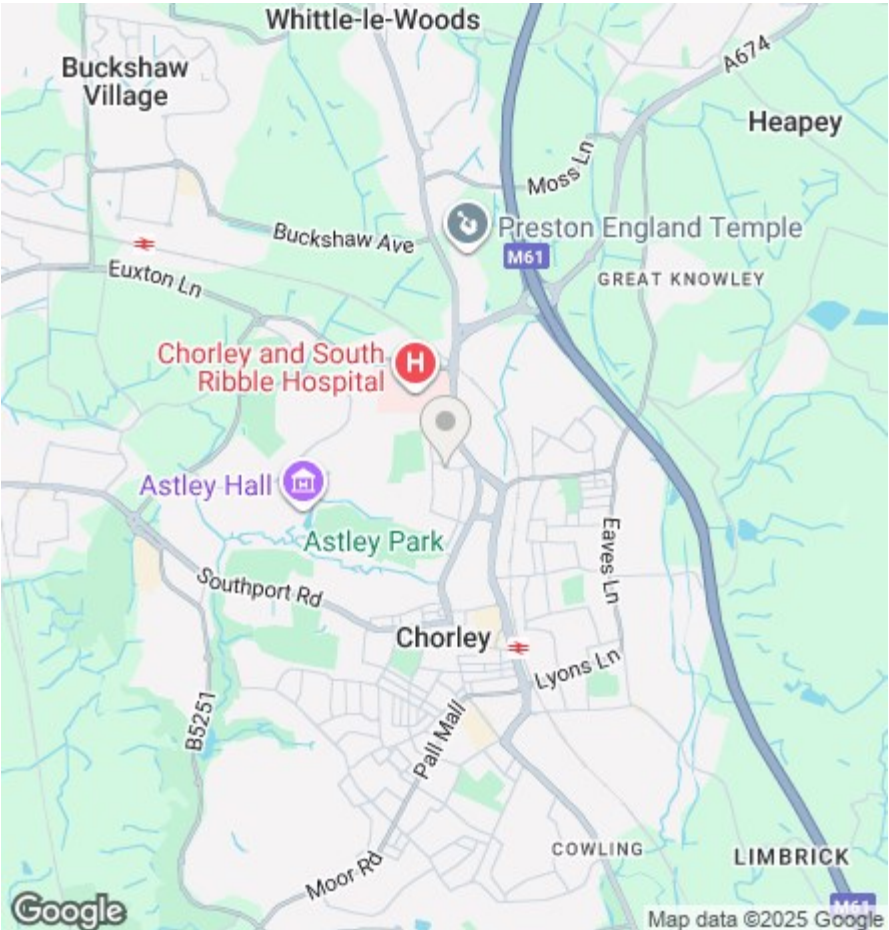 Whittle-le-Woods
Buckshaw
Village
A674
Heapey
Moss Ln
Preston England Temple
Buckshaw Ave
M61
Euxton Ln
GREAT KNOWLEY
Chorley and South
Ribble Hospital
H
Astley Hall
Astley Park
Eaves Ln
Southport Rd
Chorley
Lyons Ln
B5251
Pall Mall
COWLING
LIMBRICK
Moor Rd
M61
Google
Map data ©2025 Google